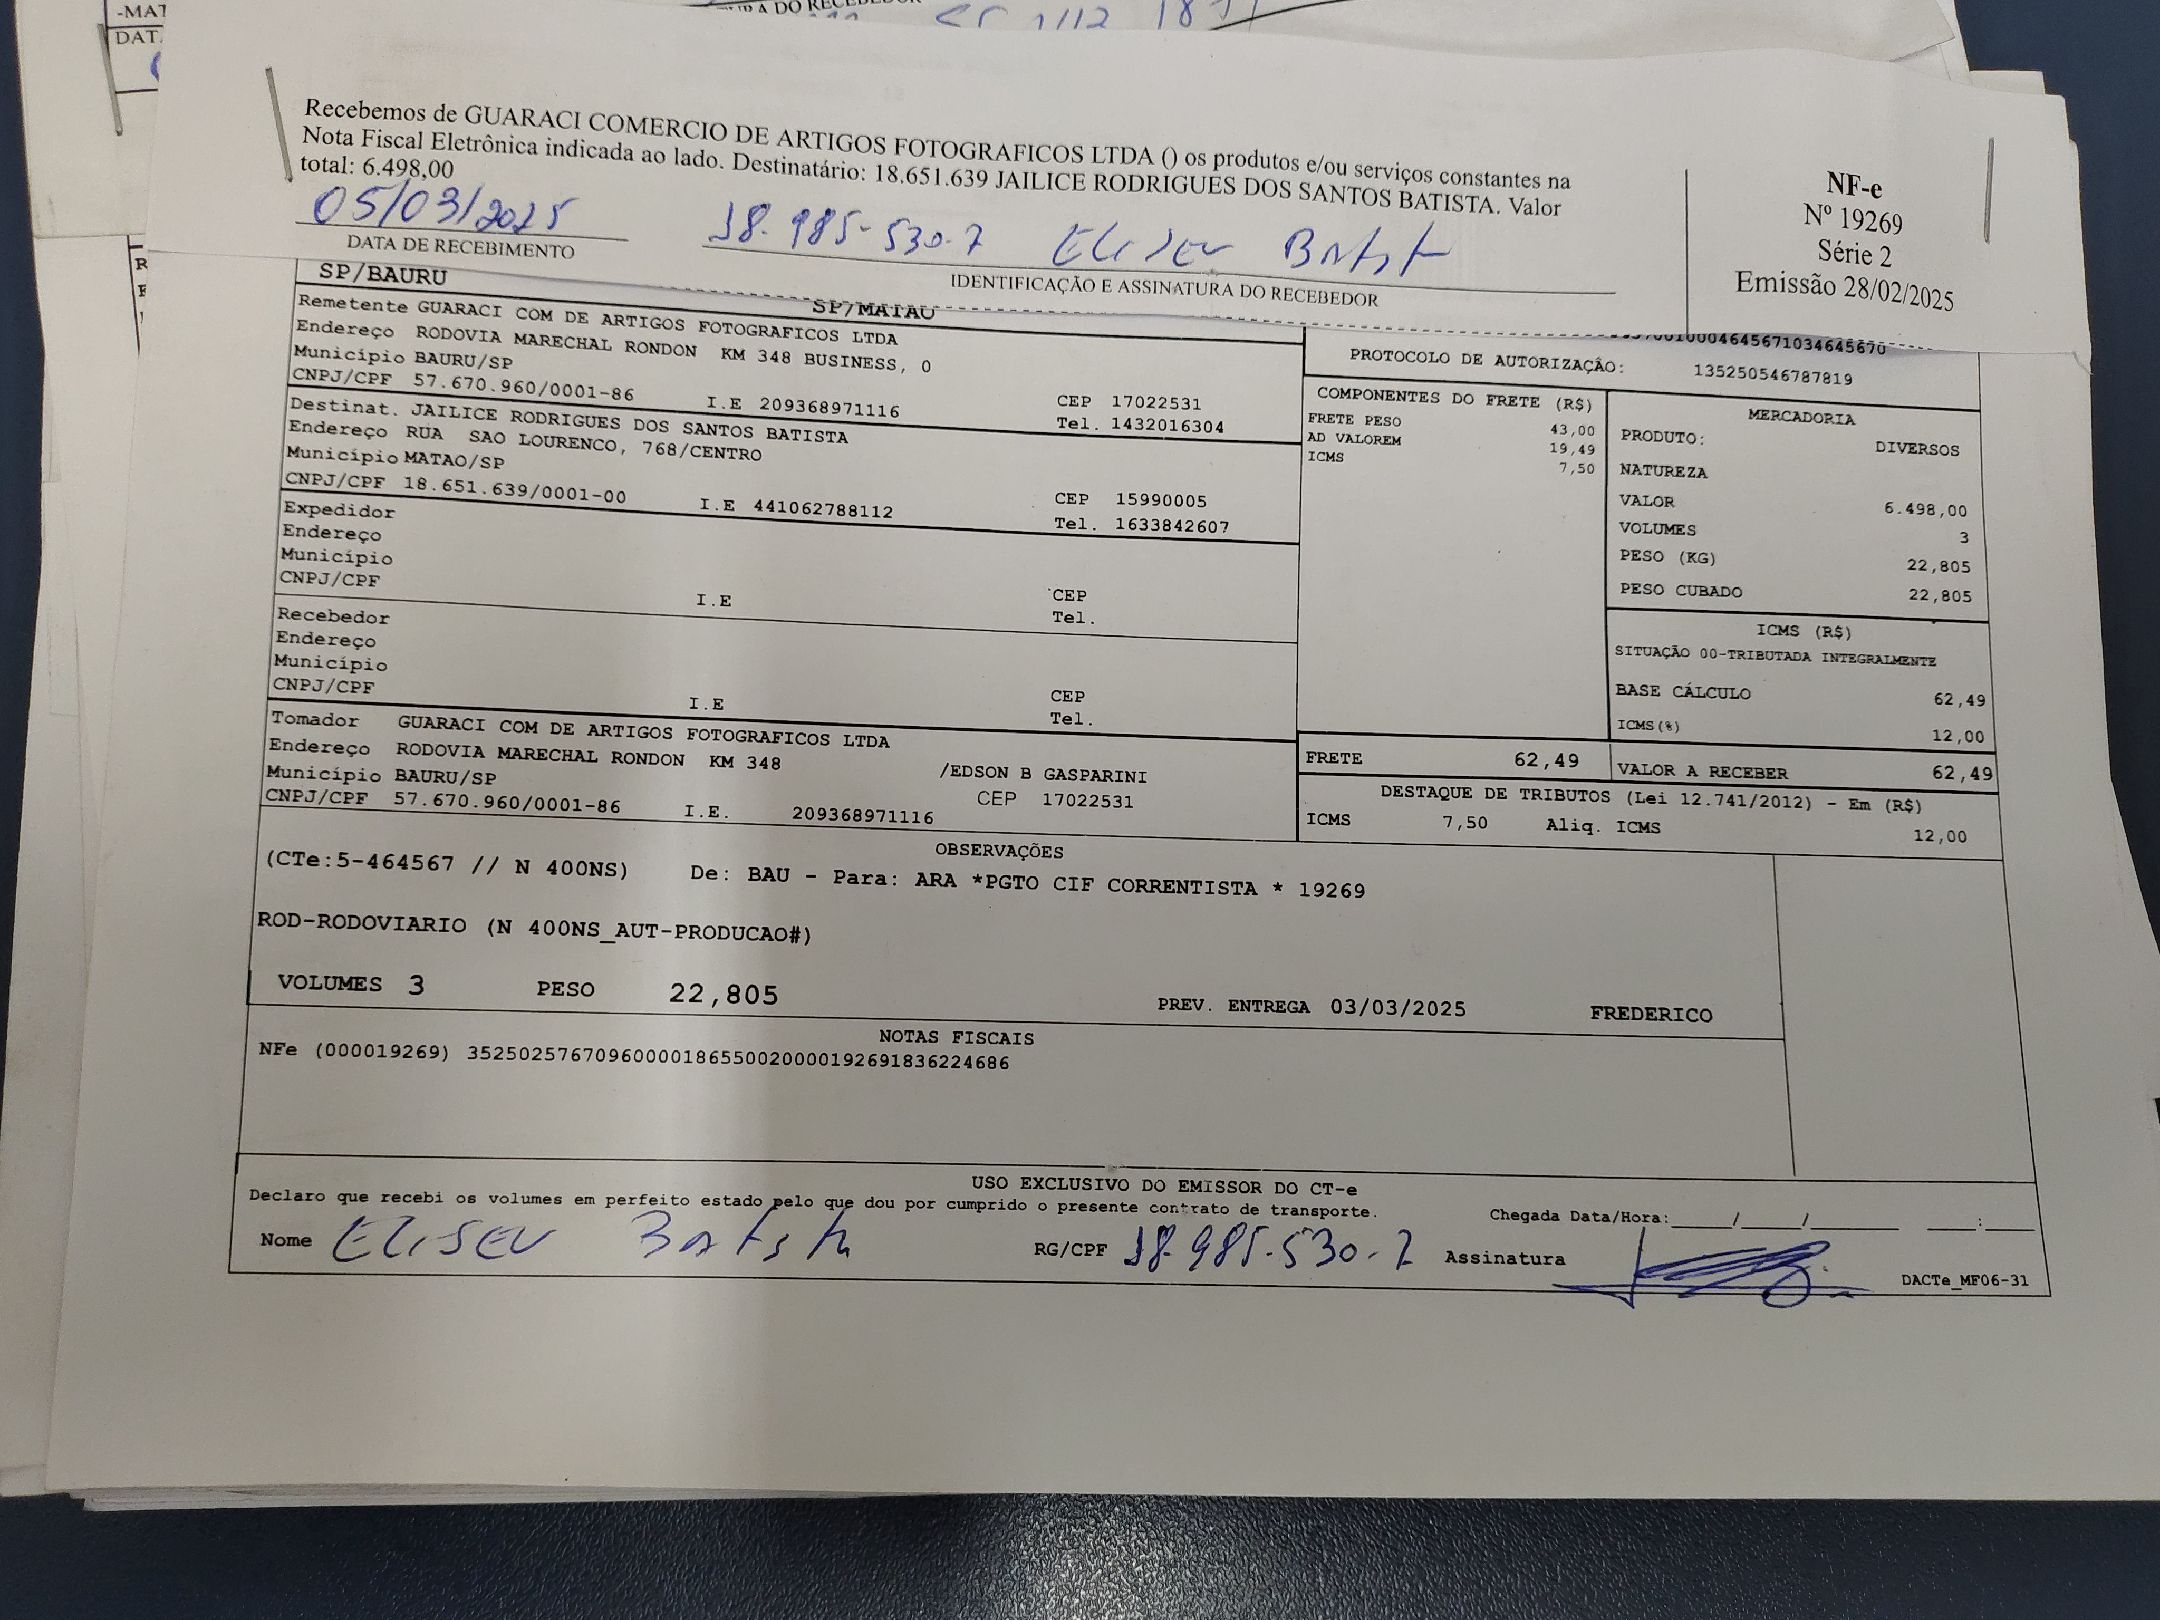 -MAT
DAT
Recebemos de GUARACI COMERCIO DE ARTIGOS FOTOGRAFICOS LTDA () os produtos e/ou serviços constantes na
Nota Fiscal Eletrônica indicada ao lado. Destinatário: 18.651.639 JAILICE RODRIGUES DOS SANTOS BATISTA. Valor
total: 6.498,00
05/03/2025 18.985-530-7 Eliseu Batista
DATA DE RECEBIMENTO
IDENTIFICAÇÃO E ASSINATURA DO RECEBEDOR
NF-e
Nº 19269
Série 2
Emissão 28/02/2025
SP/BAURU SP/MATAO
Remetente GUARACI COM DE ARTIGOS FOTOGRAFICOS LTDA
Endereço RODOVIA MARECHAL RONDON KM 348 BUSINESS, 0
Município BAURU/SP CEP 17022531
CNPJ/CPF 57.670.960/0001-86 I.E 209368971116 Tel. 1432016304
Destinat. JAILICE RODRIGUES DOS SANTOS BATISTA
Endereço RUA SAO LOURENCO, 768/CENTRO
Município MATAO/SP CEP 15990005
CNPJ/CPF 18.651.639/0001-00 I.E 441062788112 Tel. 1633842607
Expedidor
Endereço
Município CEP
CNPJ/CPF I.E Tel.
Recebedor
Endereço
Município CEP
CNPJ/CPF I.E Tel.
Tomador GUARACI COM DE ARTIGOS FOTOGRAFICOS LTDA
Endereço RODOVIA MARECHAL RONDON KM 348 /EDSON B GASPARINI
Município BAURU/SP CEP 17022531
CNPJ/CPF 57.670.960/0001-86 I.E. 209368971116
PROTOCOLO DE AUTORIZAÇÃO: 135250546787819
COMPONENTES DO FRETE (R$)
FRETE PESO 43,00
AD VALOREM 19,49
ICMS 7,50
MERCADORIA
PRODUTO: DIVERSOS
NATUREZA
VALOR 6.498,00
VOLUMES 3
PESO (KG) 22,805
PESO CUBADO 22,805
ICMS (R$)
SITUAÇÃO 00-TRIBUTADA INTEGRALMENTE
BASE CÁLCULO 62,49
ICMS(%) 12,00
FRETE 62,49 VALOR A RECEBER 62,49
DESTAQUE DE TRIBUTOS (Lei 12.741/2012) - Em (R$)
ICMS 7,50 Aliq. ICMS 12,00
OBSERVAÇÕES
(CTe:5-464567 // N 400NS) De: BAU - Para: ARA *PGTO CIF CORRENTISTA * 19269
ROD-RODOVIARIO (N 400NS_AUT-PRODUCAO#)
VOLUMES 3 PESO 22,805 PREV. ENTREGA 03/03/2025 FREDERICO
NOTAS FISCAIS
NFe (000019269) 35250257670960000186550020000192691836224686
USO EXCLUSIVO DO EMISSOR DO CT-e
Declaro que recebi os volumes em perfeito estado pelo que dou por cumprido o presente contrato de transporte. Chegada Data/Hora:____/____/________ ____:____
Nome ELISEU Batista RG/CPF 18.985-530-7 Assinatura
DACTe_MF06-31